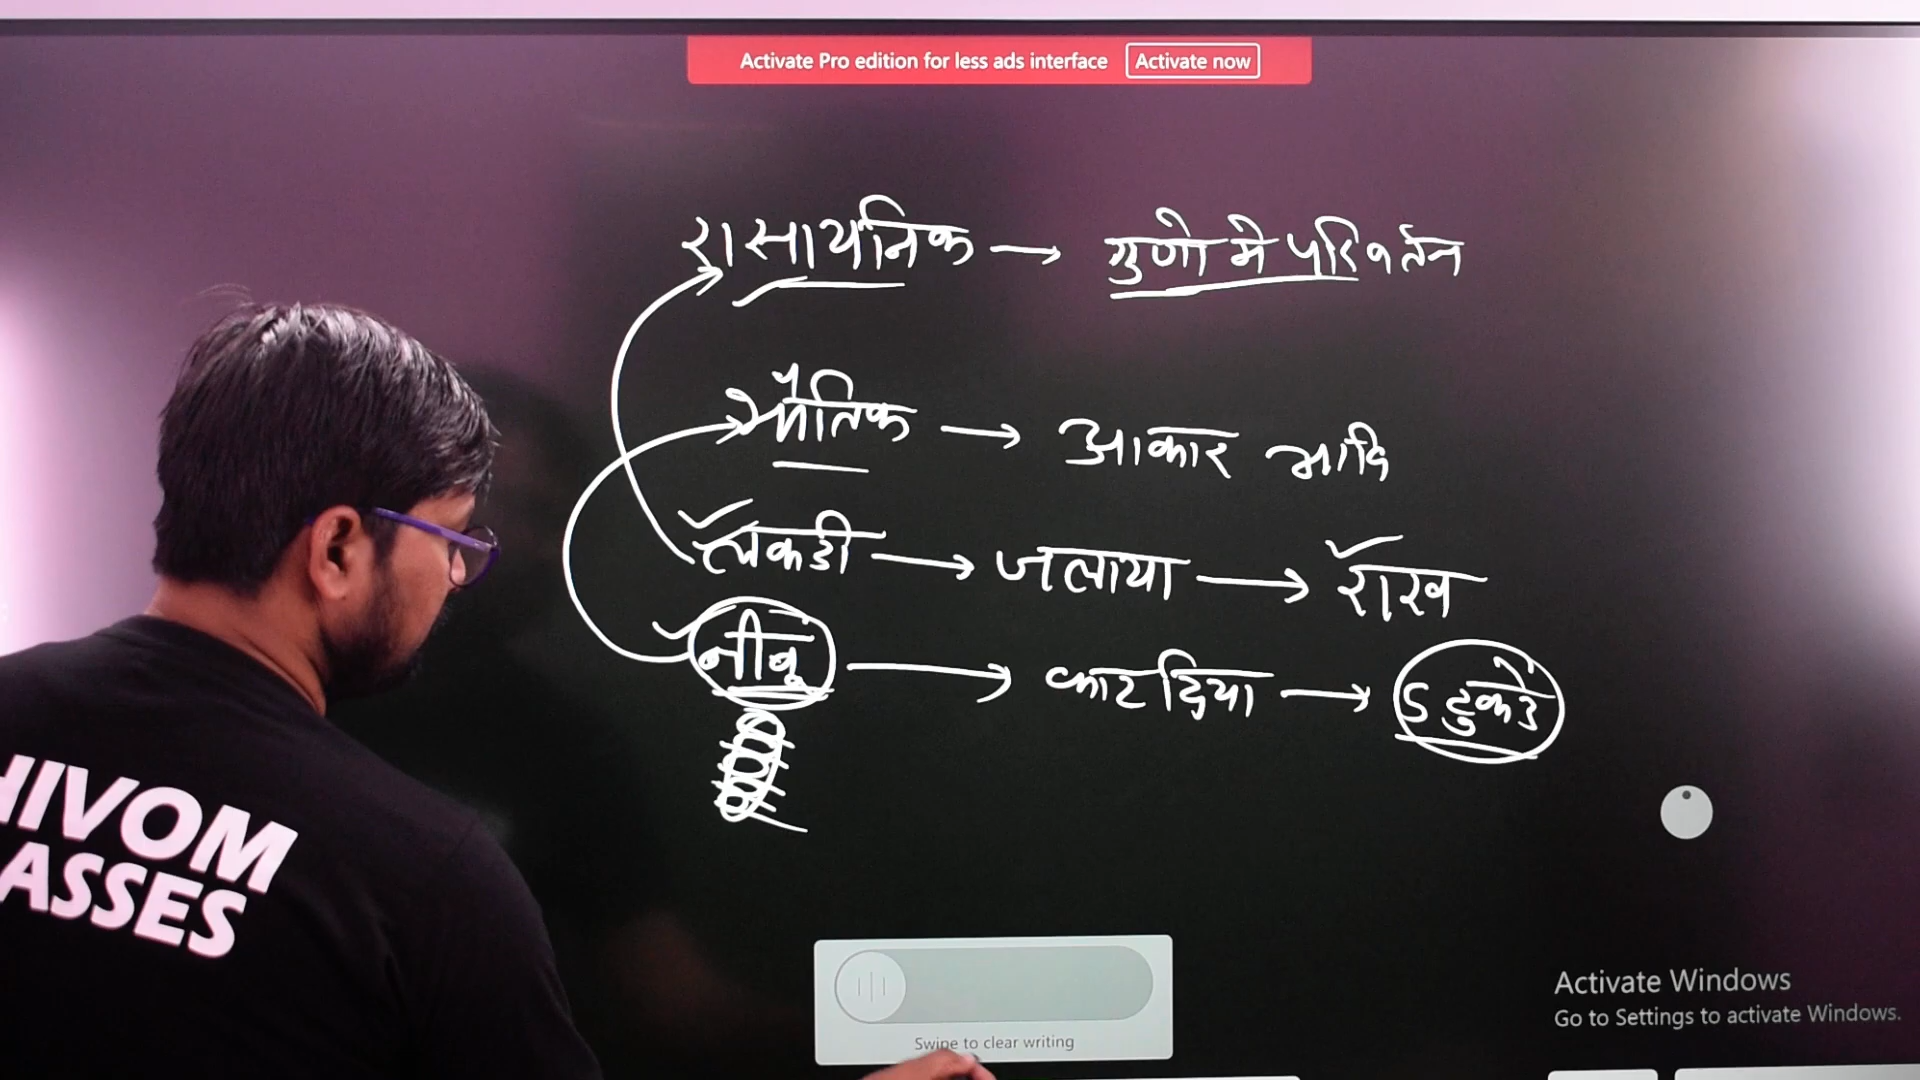 Activate Pro edition for less ads interface Activate now
रासायनिक → गुणो मे परिवर्तन
भौतिक → आकार आदि
लकडी → जलाया → राख
नीबू → काट दिया → 5 टुकडे
HIVOM
ASSES
Swipe to clear writing
Activate Windows
Go to Settings to activate Windows.